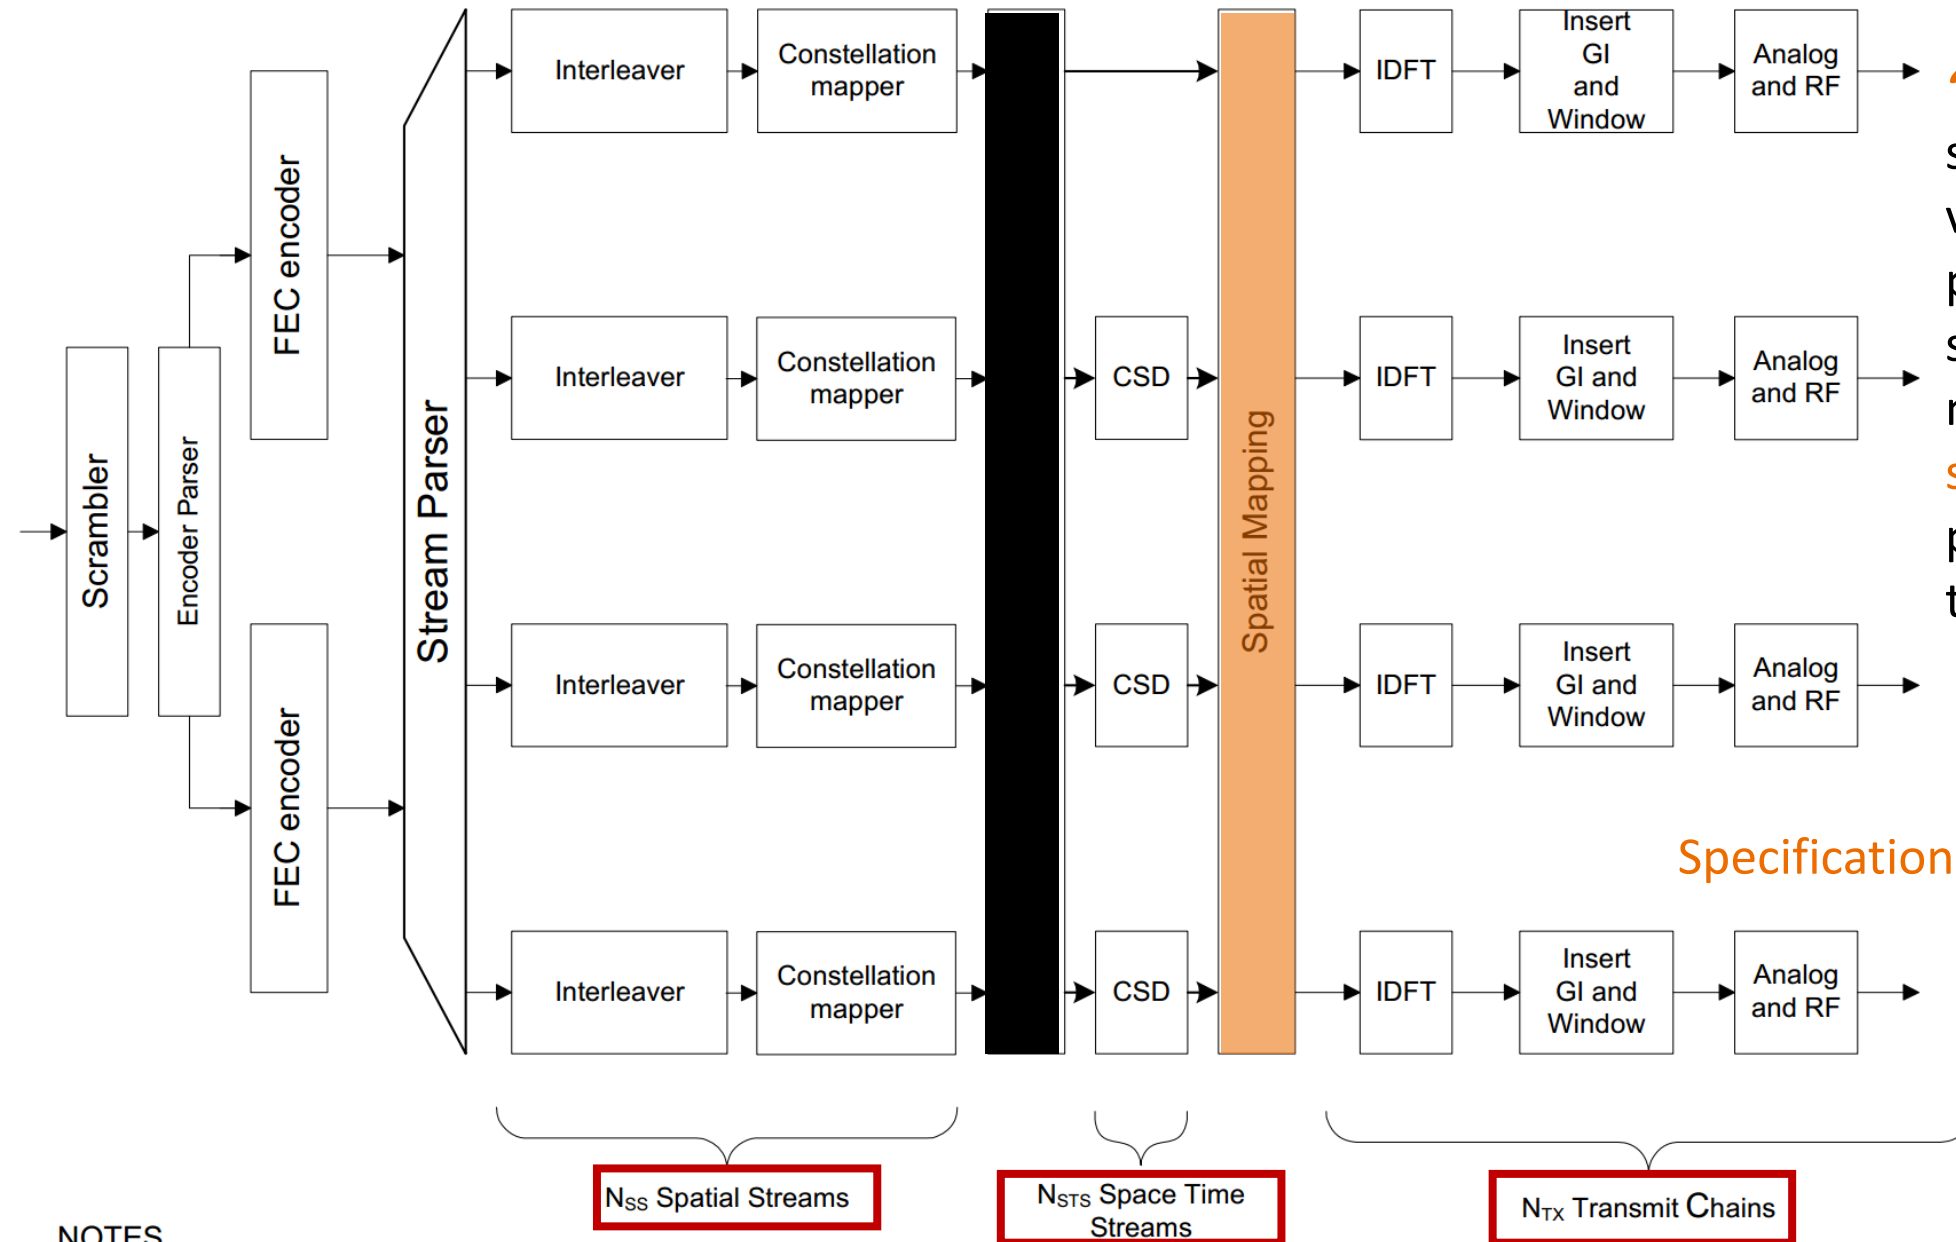 Scrambler
Encoder Parser
FEC encoder
FEC encoder
Stream Parser
Interleaver
Constellation
mapper
IDFT
Insert
GI
and
Window
Analog
and RF
Interleaver
Constellation
mapper
CSD
IDFT
Insert
GI and
Window
Analog
and RF
Spatial Mapping
Interleaver
Constellation
mapper
CSD
IDFT
Insert
GI and
Window
Analog
and RF
Interleaver
Constellation
mapper
CSD
IDFT
Insert
GI and
Window
Analog
and RF
Specification
NSS Spatial Streams
NSTS Space Time
Streams
NTX Transmit Chains
NOTES